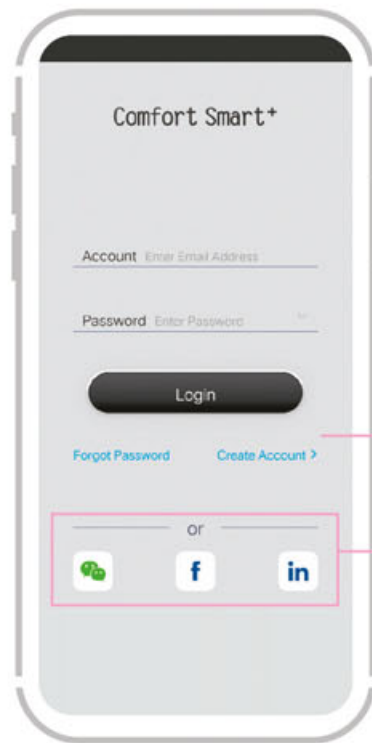 Comfort Smart+
Account Enter Email Address
Password Enter Password
Login
Forgot Password Create Account >
or
f in